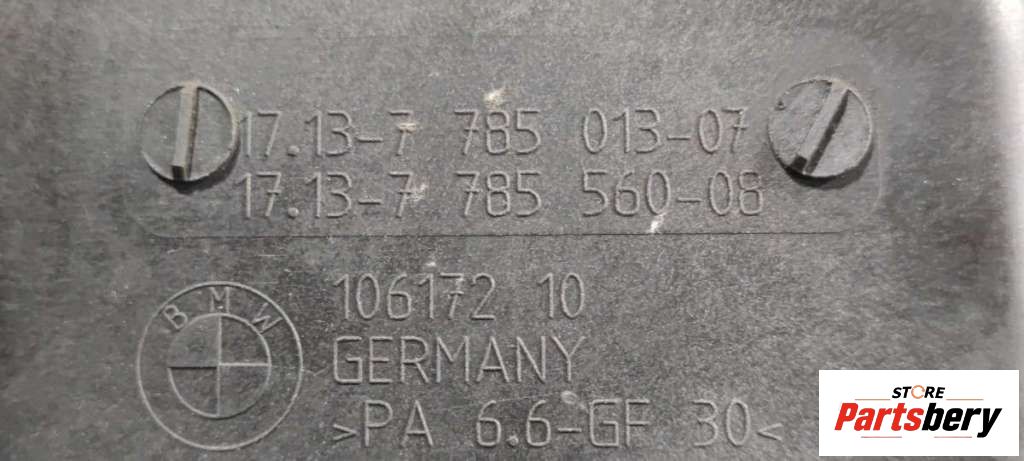 17.13-7 785 013-07
17.13-7 785 560-08
106172 10
BMW
GERMANY
>PA 6.6-GF 30<
STORE
Partsbery